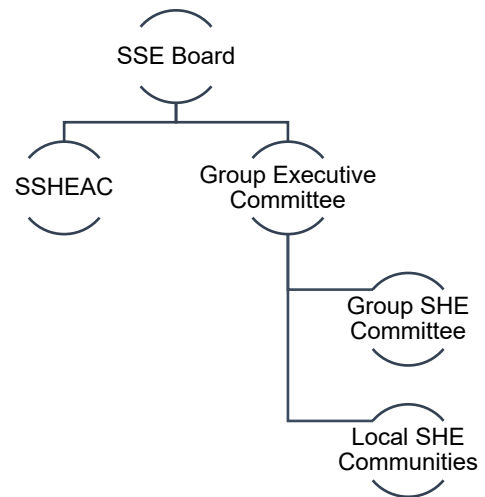 SSE Board
SSHEAC
Group Executive
Committee
Group SHE
Committee
Local SHE
Communities